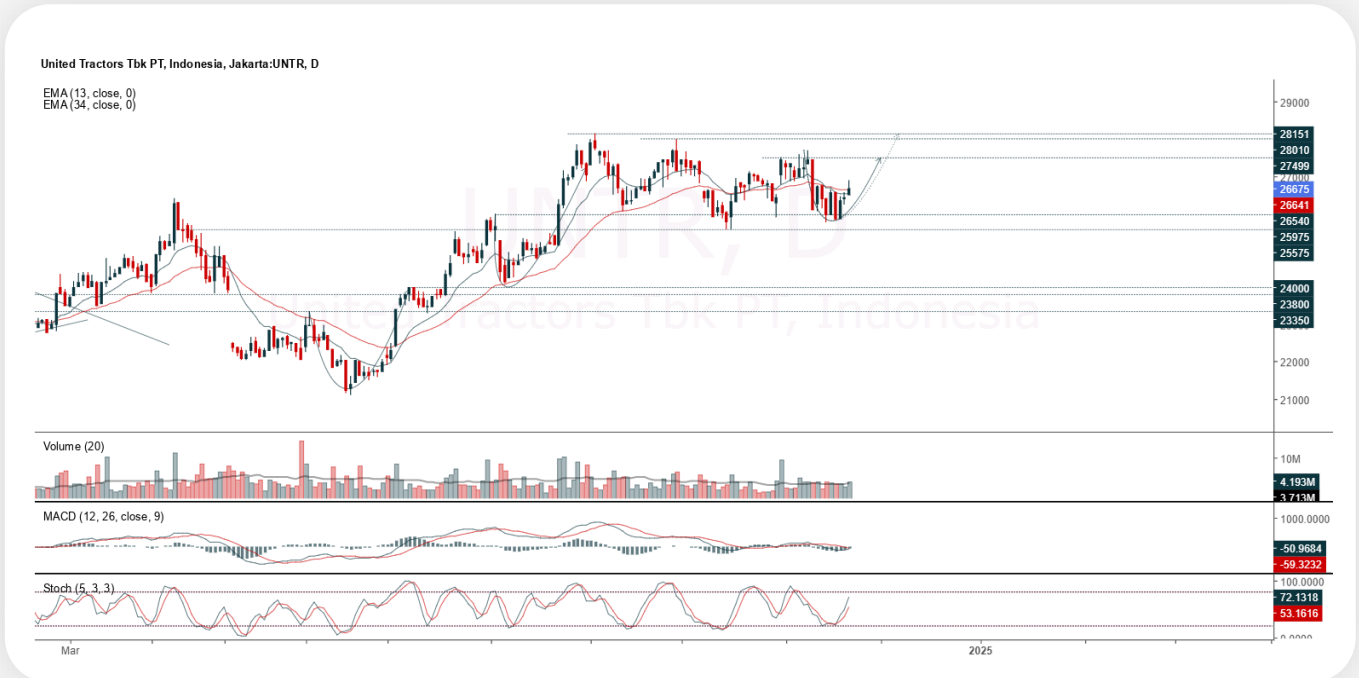 United Tractors Tbk PT, Indonesia, Jakarta:UNTR, D
EMA (13, close, 0)
EMA (34, close, 0)
UNTR, D
United Tractors Tbk PT, Indonesia
29000
28151
28010
27499
27000
26675
26641
26540
25975
25575
24000
23800
23350
22000
21000
Volume (20)
10M
4.193M
3.713M
MACD (12, 26, close, 9)
1000.0000
-50.9684
-59.3232
Stoch (5, 3, 3)
100.0000
72.1318
53.1616
0.0000
Mar
2025